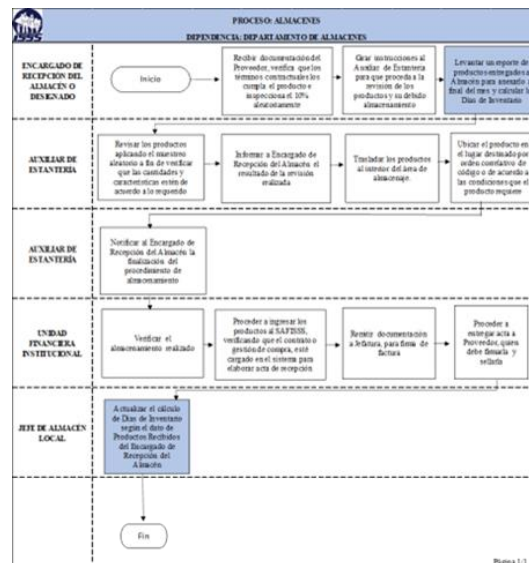 ISSS
PROCESO: ALMACENES
DEPENDENCIA: DEPARTAMENTO DE ALMACENES
ENCARGADO DE
RECEPCIÓN DEL
ALMACÉN O
DESIGNADO
Inicio
Recibir documentación del
Proveedor, verifica que los
términos contractuales los
cumpla el producto e
inspecciona el 10%
aleatoriamente
Girar instrucciones al
Auxiliar de Estantería
para que proceda a la
revisión de los
productos y su debido
almacenamiento
Levantar un reporte de
productos entregados a
Almacén para anexarlo
final del mes y calcular
Días de Inventario
AUXILIAR DE
ESTANTERÍA
Revisar los productos
aplicando el muestreo
aleatorio a fin de verificar
que las cantidades y
características estén de
acuerdo a lo requerido
Informar a Encargado de
Recepción del Almacén el
resultado de la revisión
realizada
Trasladar los productos
al interior del área de
almacenaje.
Ubicar el producto en
el lugar destinado por
orden correlativo de
código o de acuerdo a
las condiciones que el
producto requiere
AUXILIAR DE
ESTANTERÍA
Notificar al Encargado de
Recepción del Almacén la
finalización del
procedimiento de
almacenamiento
UNIDAD
FINANCIERA
INSTITUCIONAL
Verificar el
almacenamiento realizado
Proceder a ingresar los
productos al SAFISSS,
verificando que el contrato o
gestión de compra, esté
cargado en el sistema para
elaborar acta de recepción
Remitir documentación
a Jefatura, para firma de
factura
Proceder a
entregar acta a
Proveedor, quien
debe firmarla y
sellarla
JEFE DE ALMACÉN
LOCAL
Actualizar el cálculo
de Días de Inventario
según el dato de
Productos Recibidos
del Encargado de
Recepción del
Almacén
Fin
Página 1/1